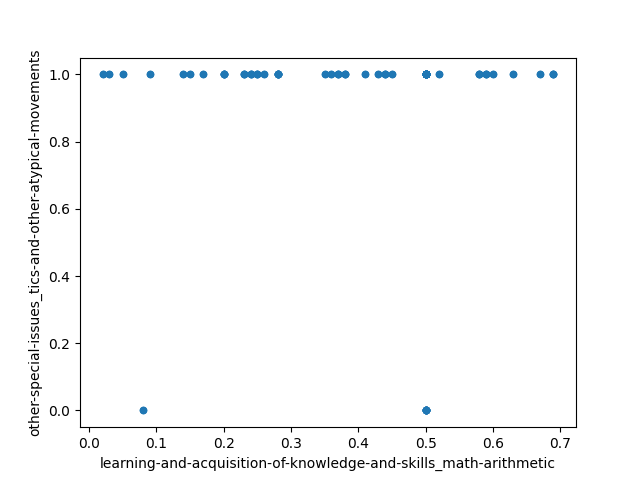 other-special-issues_tics-and-other-atypical-movements
1.0
0.8
0.6
0.4
0.2
0.0
0.0 0.1 0.2 0.3 0.4 0.5 0.6 0.7
learning-and-acquisition-of-knowledge-and-skills_math-arithmetic